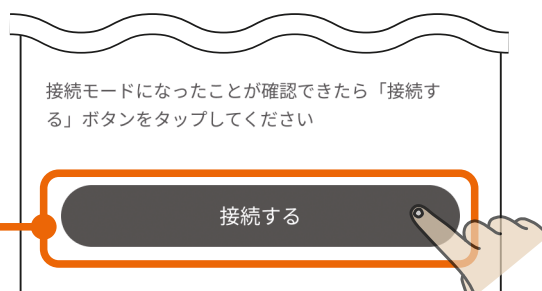 接続モードになったことが確認できたら「接続す
る」ボタンをタップしてください
接続する